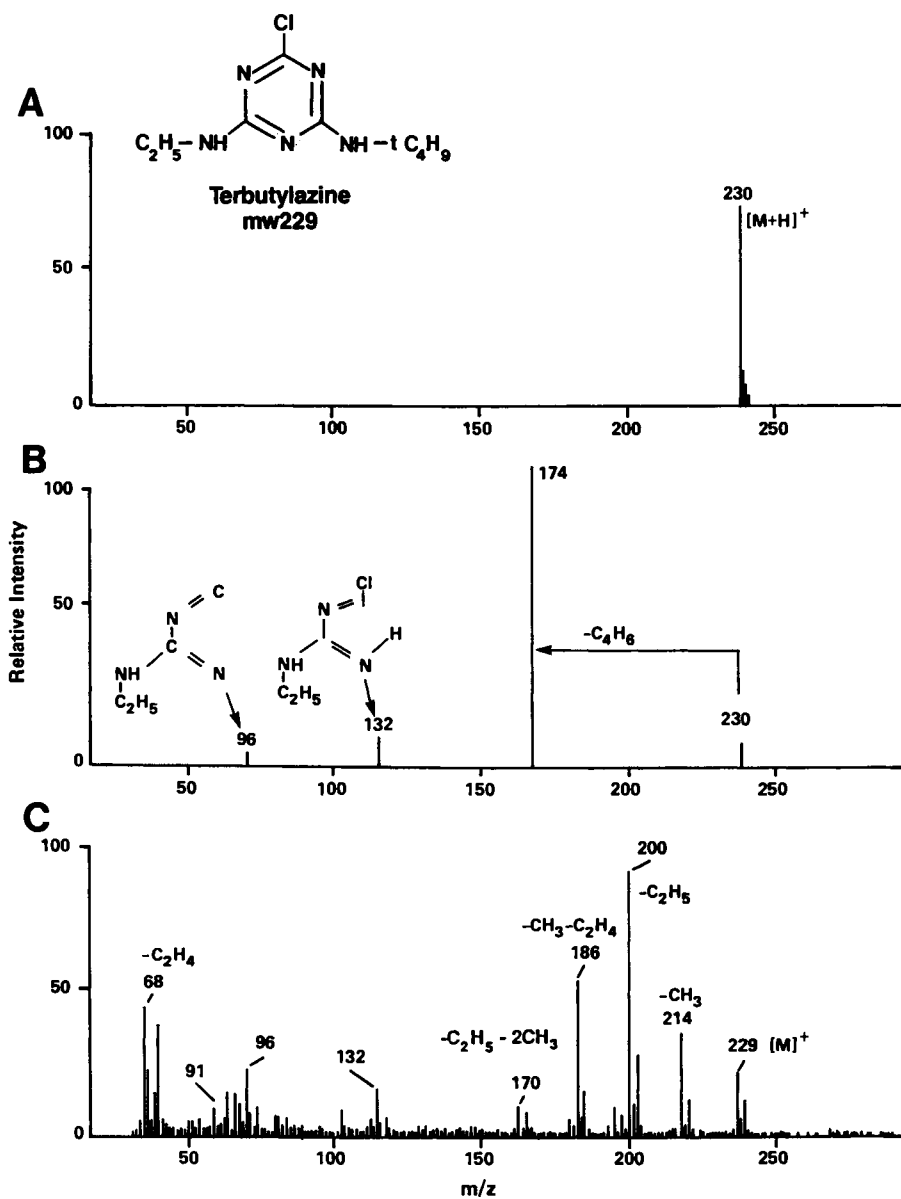 A
Cl
N N
N
C₂H₅– NH NH –t C₄H₉
Terbutylazine
mw229
100
50
0
230
[M+H]⁺
50 100 150 200 250
B
Relative Intensity
100
50
0
174
–C₄H₆
230
C
N
C
NH N
C₂H₅
96
Cl
N
H
NH N
C₂H₅
132
50 100 150 200 250
C
100
50
0
–C₂H₄
68
91
96
132
–C₂H₅ - 2CH₃
170
–CH₃–C₂H₄
186
200
–C₂H₅
–CH₃
214
229 [M]⁺
50 100 150 200 250
m/z